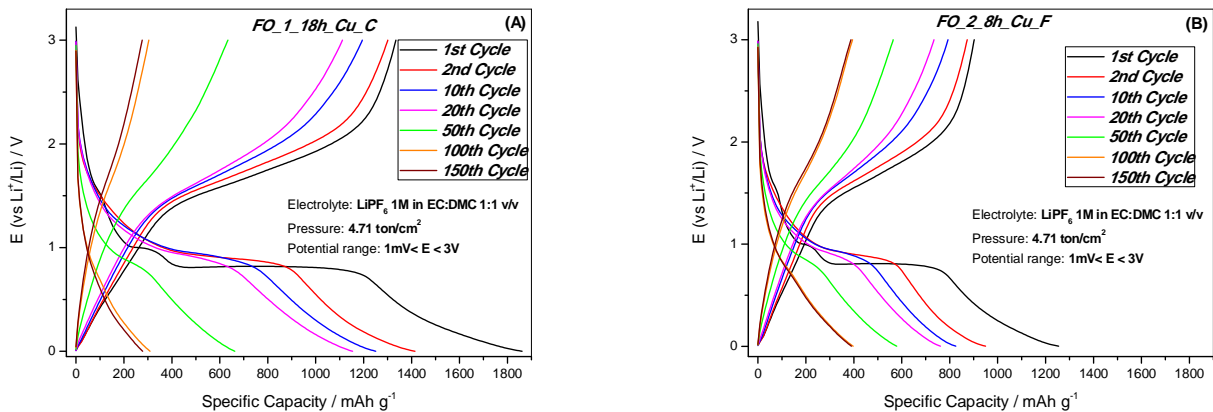 FO_1_18h_Cu_C
(A)
3
2
1
0
E (vs Li⁺/Li) / V
1st Cycle
2nd Cycle
10th Cycle
20th Cycle
50th Cycle
100th Cycle
150th Cycle
Electrolyte: LiPF₆ 1M in EC:DMC 1:1 v/v
Pressure: 4.71 ton/cm²
Potential range: 1mV< E < 3V
0 200 400 600 800 1000 1200 1400 1600 1800
Specific Capacity / mAh g⁻¹
FO_2_8h_Cu_F
(B)
3
2
1
0
E (vs Li⁺/Li) / V
1st Cycle
2nd Cycle
10th Cycle
20th Cycle
50th Cycle
100th Cycle
150th Cycle
Electrolyte: LiPF₆ 1M in EC:DMC 1:1 v/v
Pressure: 4.71 ton/cm²
Potential range: 1mV< E < 3V
0 200 400 600 800 1000 1200 1400 1600 1800
Specific Capacity / mAh g⁻¹